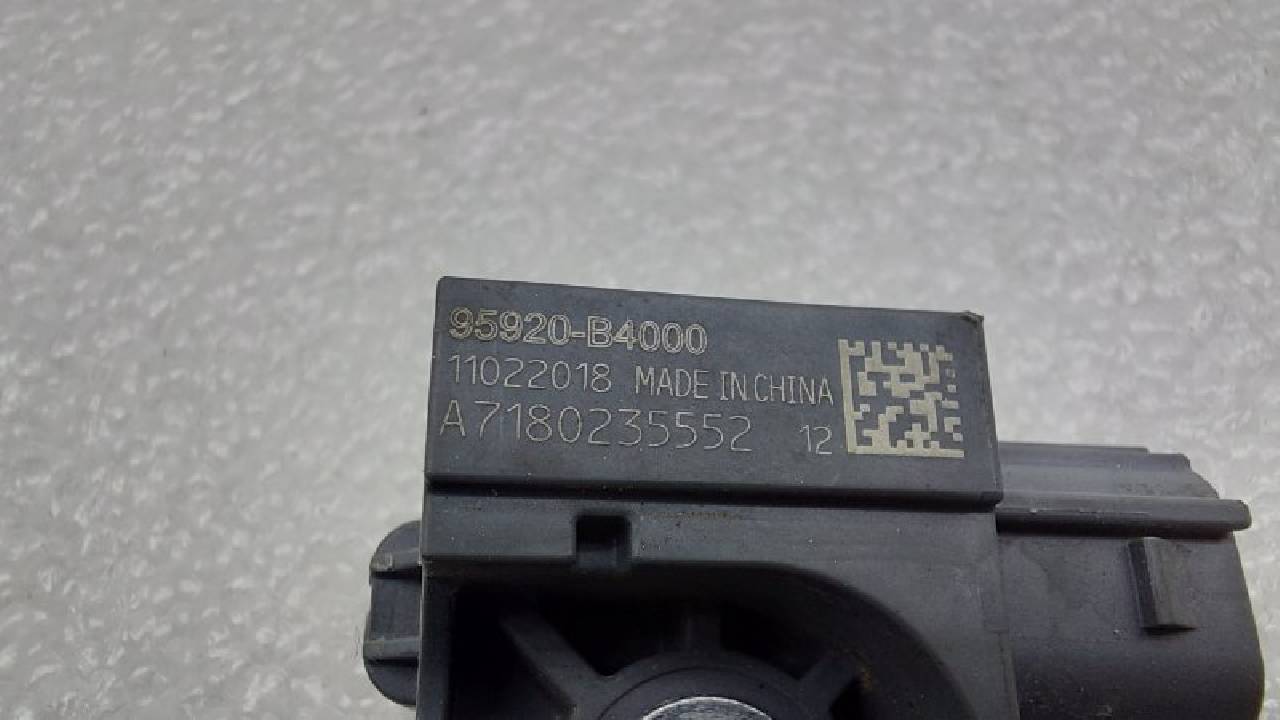 95920-B4000
11022018 MADE IN CHINA
A7180235552 12